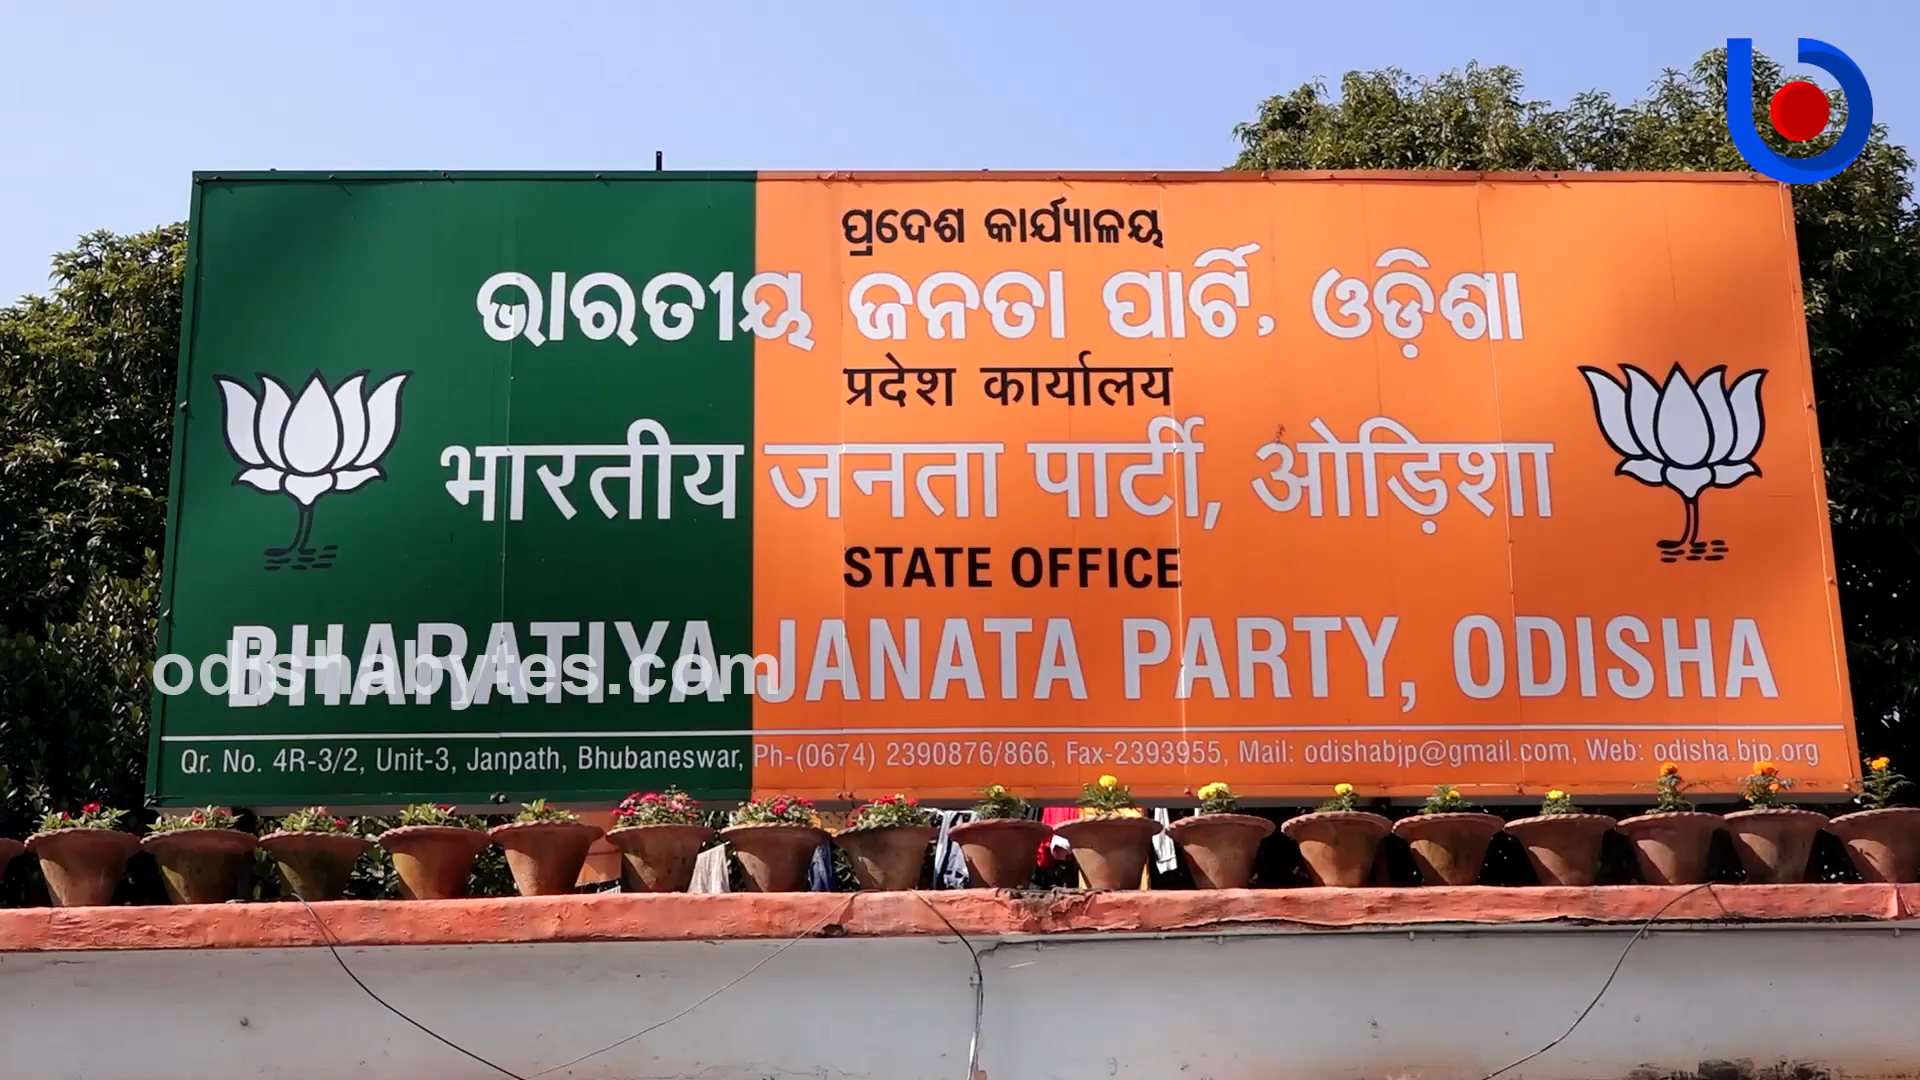 ପ୍ରଦେଶ କାର୍ଯ୍ୟାଳୟ
ଭାରତୀୟ ଜନତା ପାର୍ଟି, ଓଡ଼ିଶା
प्रदेश कार्यालय
भारतीय जनता पार्टी, ओड़िशा
STATE OFFICE
BHARATIYA JANATA PARTY, ODISHA
odishabytes.com
Qr. No. 4R-3/2, Unit-3, Janpath, Bhubaneswar, Ph-(0674) 2390876/866, Fax-2393955, Mail: odishabjp@gmail.com, Web: odisha.bjp.org